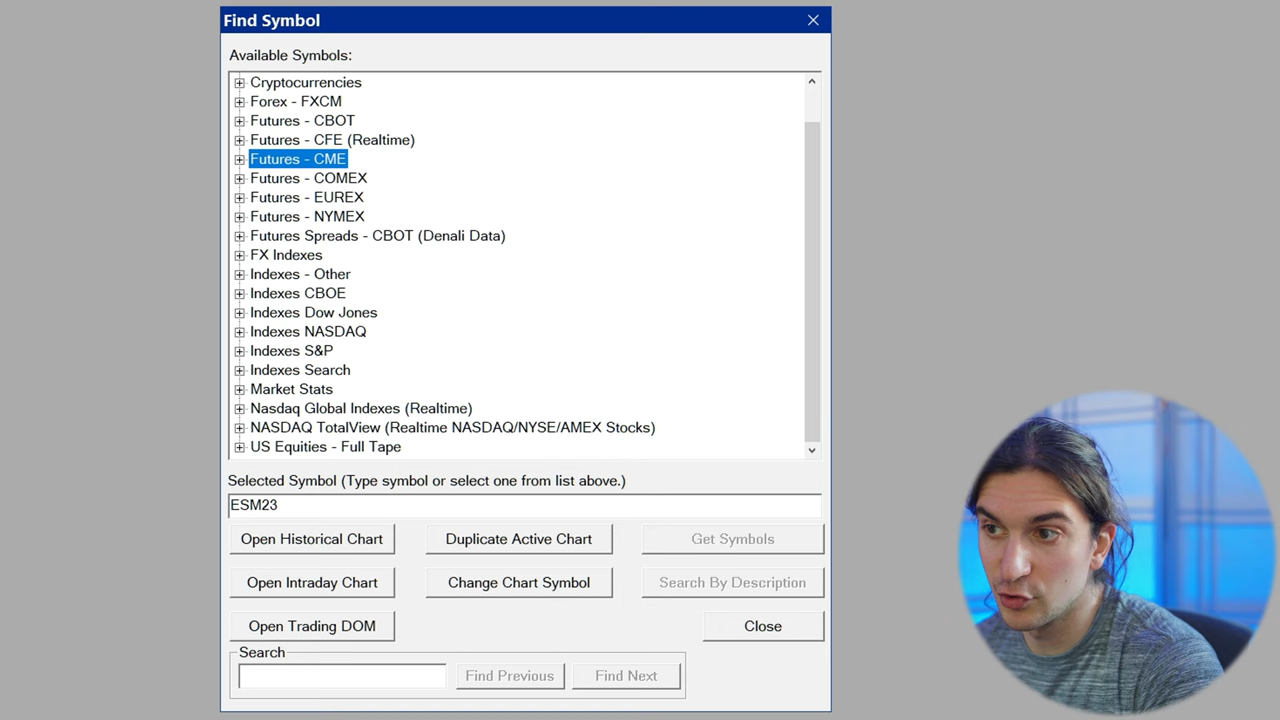 Find Symbol
Available Symbols:
Cryptocurrencies
Forex - FXCM
Futures - CBOT
Futures - CFE (Realtime)
Futures - CME
Futures - COMEX
Futures - EUREX
Futures - NYMEX
Futures Spreads - CBOT (Denali Data)
FX Indexes
Indexes - Other
Indexes CBOE
Indexes Dow Jones
Indexes NASDAQ
Indexes S&P
Indexes Search
Market Stats
Nasdaq Global Indexes (Realtime)
NASDAQ TotalView (Realtime NASDAQ/NYSE/AMEX Stocks)
US Equities - Full Tape
Selected Symbol (Type symbol or select one from list above.)
ESM23
Open Historical Chart Duplicate Active Chart Get Symbols
Open Intraday Chart Change Chart Symbol Search By Description
Open Trading DOM Close
Search
Find Previous Find Next